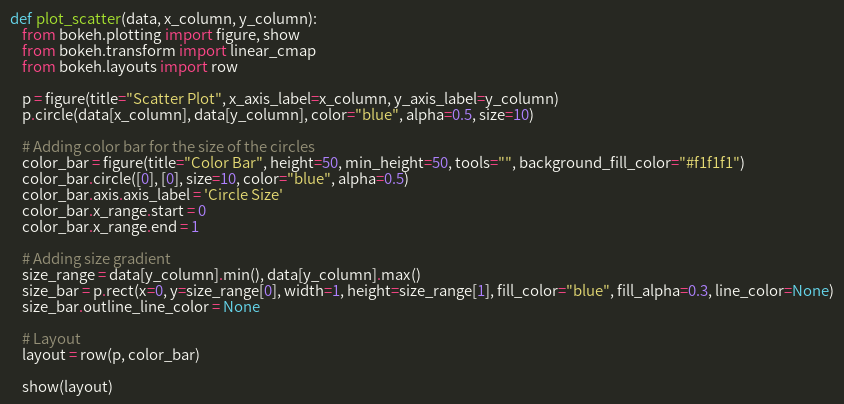 def plot_scatter(data, x_column, y_column):
    from bokeh.plotting import figure, show
    from bokeh.transform import linear_cmap
    from bokeh.layouts import row

    p = figure(title="Scatter Plot", x_axis_label=x_column, y_axis_label=y_column)
    p.circle(data[x_column], data[y_column], color="blue", alpha=0.5, size=10)

    # Adding color bar for the size of the circles
    color_bar = figure(title="Color Bar", height=50, min_height=50, tools="", background_fill_color="#f1f1f1")
    color_bar.circle([0], [0], size=10, color="blue", alpha=0.5)
    color_bar.axis.axis_label = 'Circle Size'
    color_bar.x_range.start = 0
    color_bar.x_range.end = 1

    # Adding size gradient
    size_range = data[y_column].min(), data[y_column].max()
    size_bar = p.rect(x=0, y=size_range[0], width=1, height=size_range[1], fill_color="blue", fill_alpha=0.3, line_color=None)
    size_bar.outline_line_color = None

    # Layout
    layout = row(p, color_bar)

    show(layout)